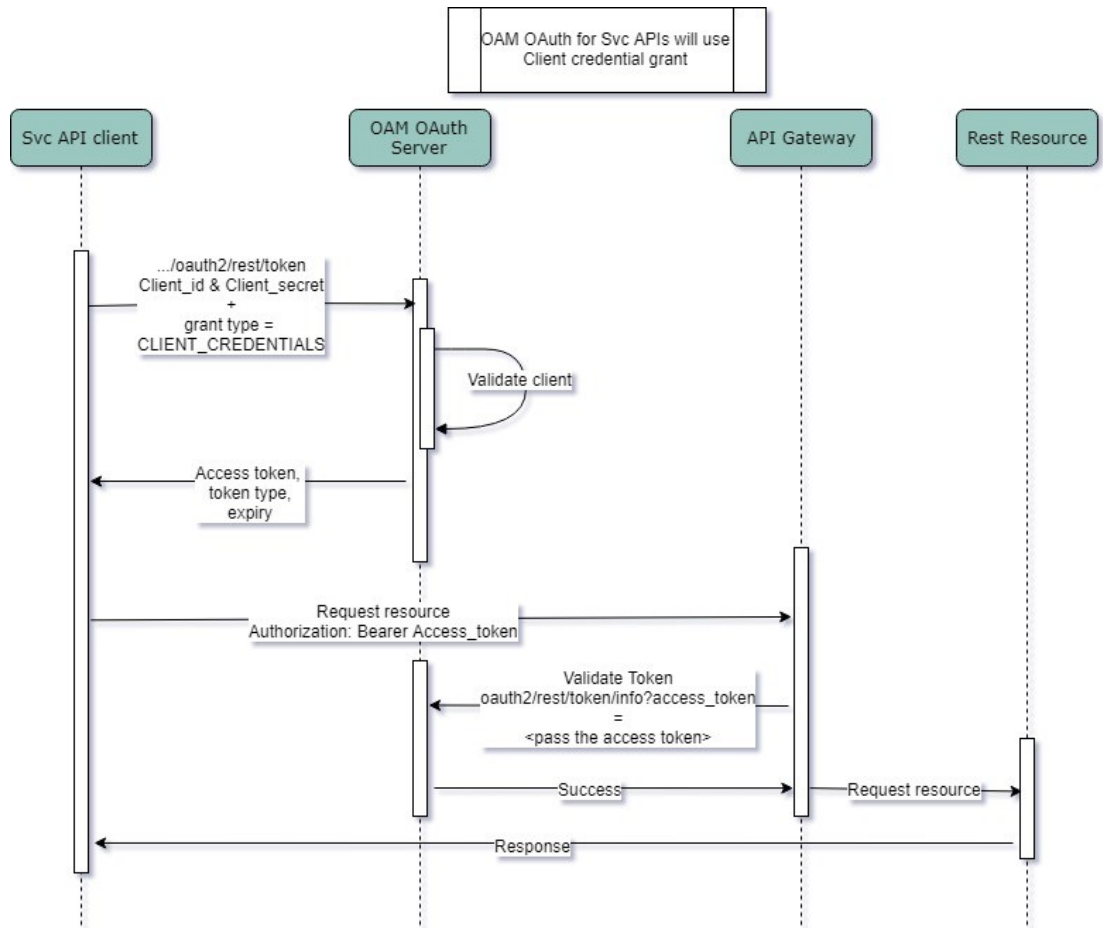 OAM OAuth for Svc APIs will use
Client credential grant
Svc API client
OAM OAuth
Server
API Gateway
Rest Resource
.../oauth2/rest/token
Client_id & Client_secret
+
grant type =
CLIENT_CREDENTIALS
Validate client
Access token,
token type,
expiry
Request resource
Authorization: Bearer Access_token
Validate Token
oauth2/rest/token/info?access_token
=
<pass the access token>
Success
Request resource
Response